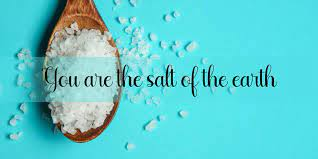 You are the salt of the earth